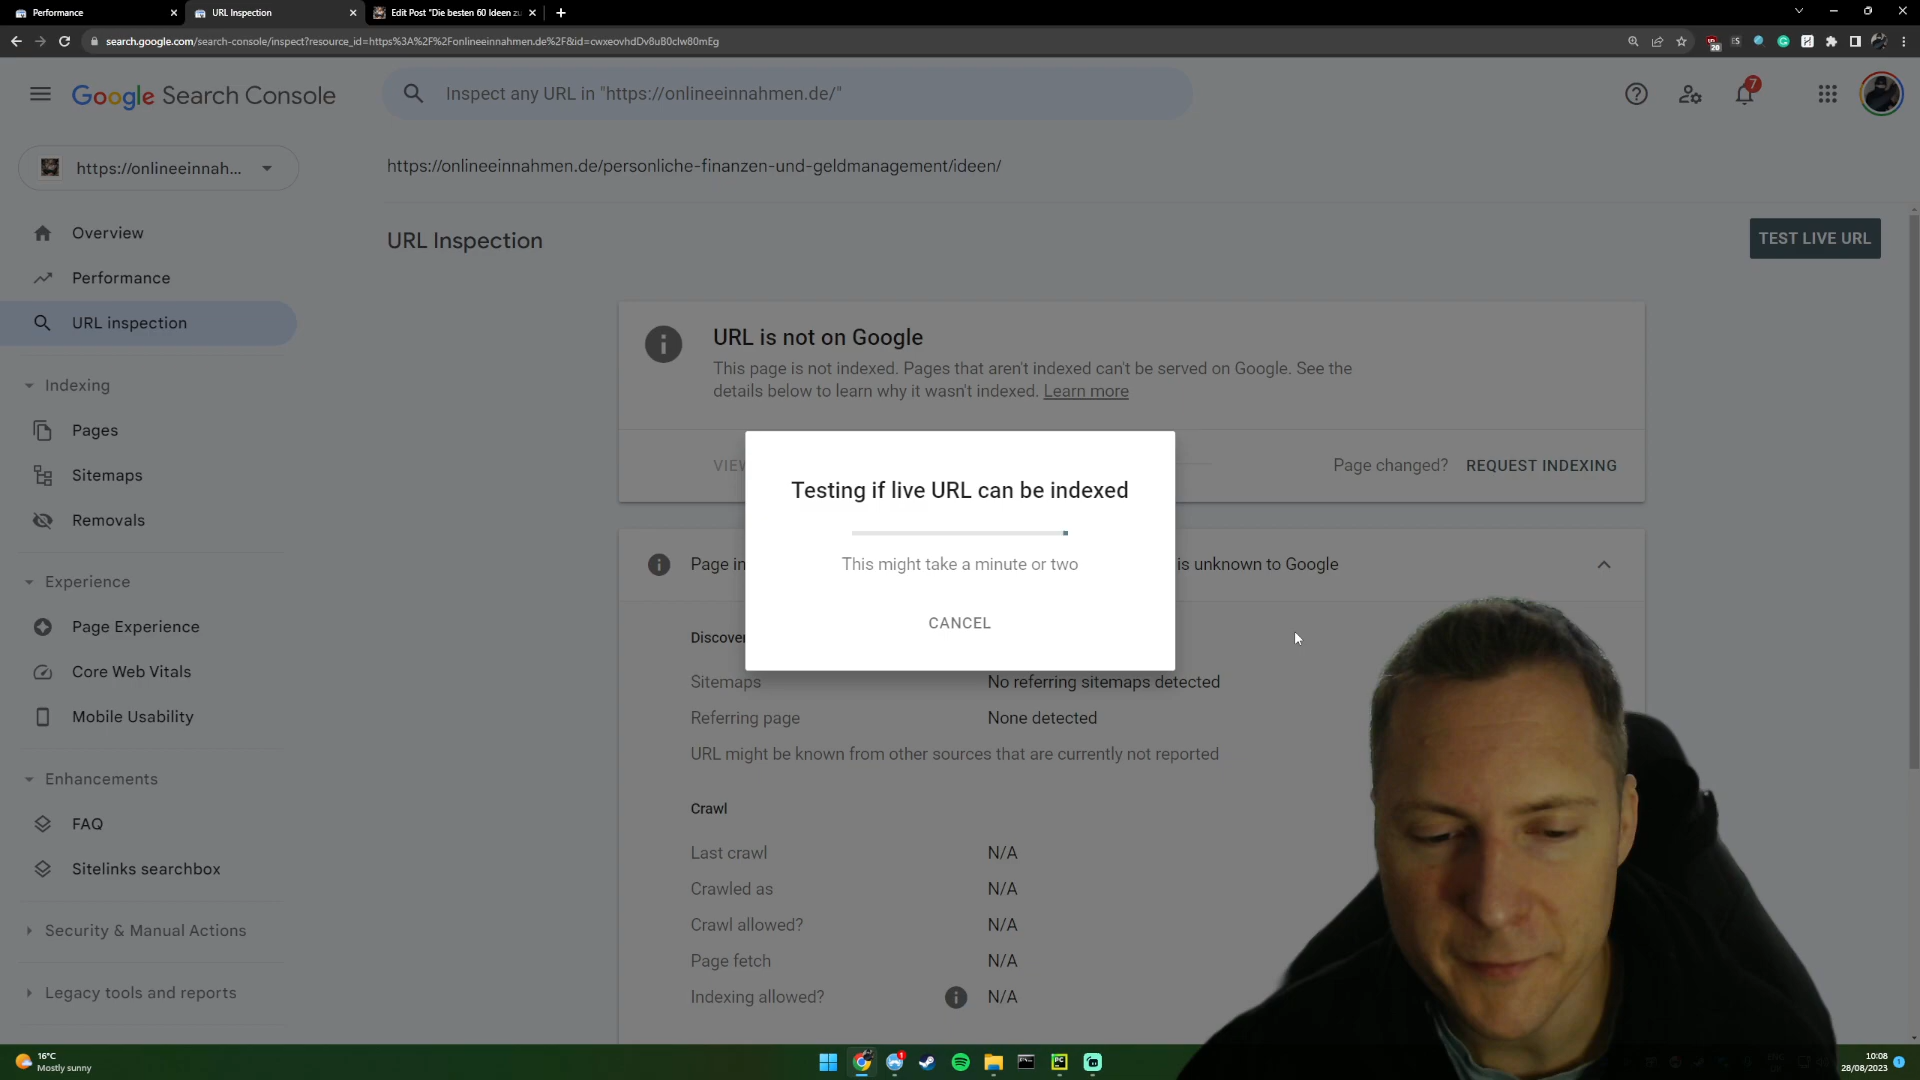 Performance
URL Inspection
Edit Post "Die besten 60 Ideen zu
search.google.com/search-console/inspect?resource_id=https%3A%2F%2Fonlineeinnahmen.de%2F&id=cwxeovhdDv8uB0clw80mEg
20
Google Search Console
Inspect any URL in "https://onlineeinnahmen.de/"
7
https://onlineeinnah...
https://onlineeinnahmen.de/personliche-finanzen-und-geldmanagement/ideen/
Overview
Performance
URL inspection
Indexing
Pages
Sitemaps
Removals
Experience
Page Experience
Core Web Vitals
Mobile Usability
Enhancements
FAQ
Sitelinks searchbox
Security & Manual Actions
Legacy tools and reports
URL Inspection
TEST LIVE URL
URL is not on Google
This page is not indexed. Pages that aren't indexed can't be served on Google. See the
details below to learn why it wasn't indexed. Learn more
VIEW
Page changed? REQUEST INDEXING
Testing if live URL can be indexed
This might take a minute or two
CANCEL
Page in
is unknown to Google
Discover
Sitemaps No referring sitemaps detected
Referring page None detected
URL might be known from other sources that are currently not reported
Crawl
Last crawl N/A
Crawled as N/A
Crawl allowed? N/A
Page fetch N/A
Indexing allowed? N/A
16°C
Mostly sunny
10:08
28/08/2023